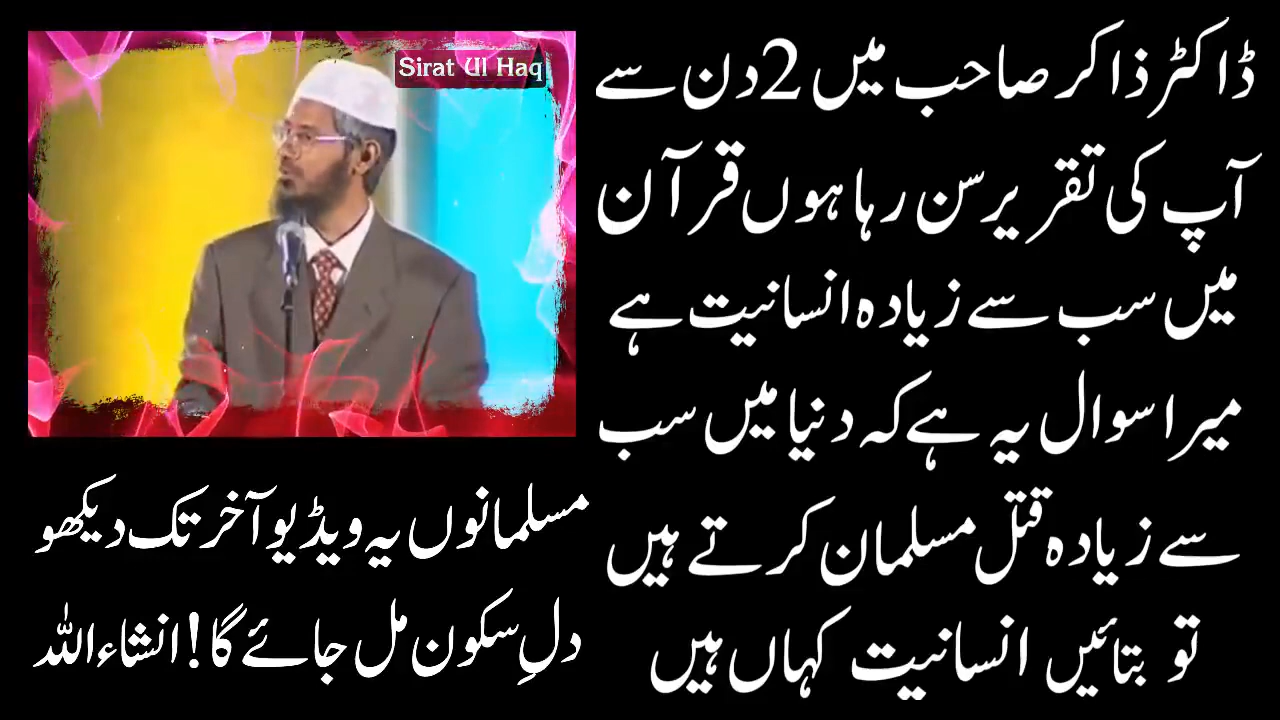 Sirat Ul Haq
ڈاکٹر ذاکر صاحب میں 2 دن سے
آپ کی تقریر سن رہا ہوں قرآن
میں سب سے زیادہ انسانیت ہے
میرا سوال یہ ہے کہ دنیا میں سب
سے زیادہ قتل مسلمان کرتے ہیں
تو بتائیں انسانیت کہاں ہیں
مسلمانوں یہ ویڈیو آخر تک دیکھو
دلِ سکون مل جائے گا! انشاءاللہ